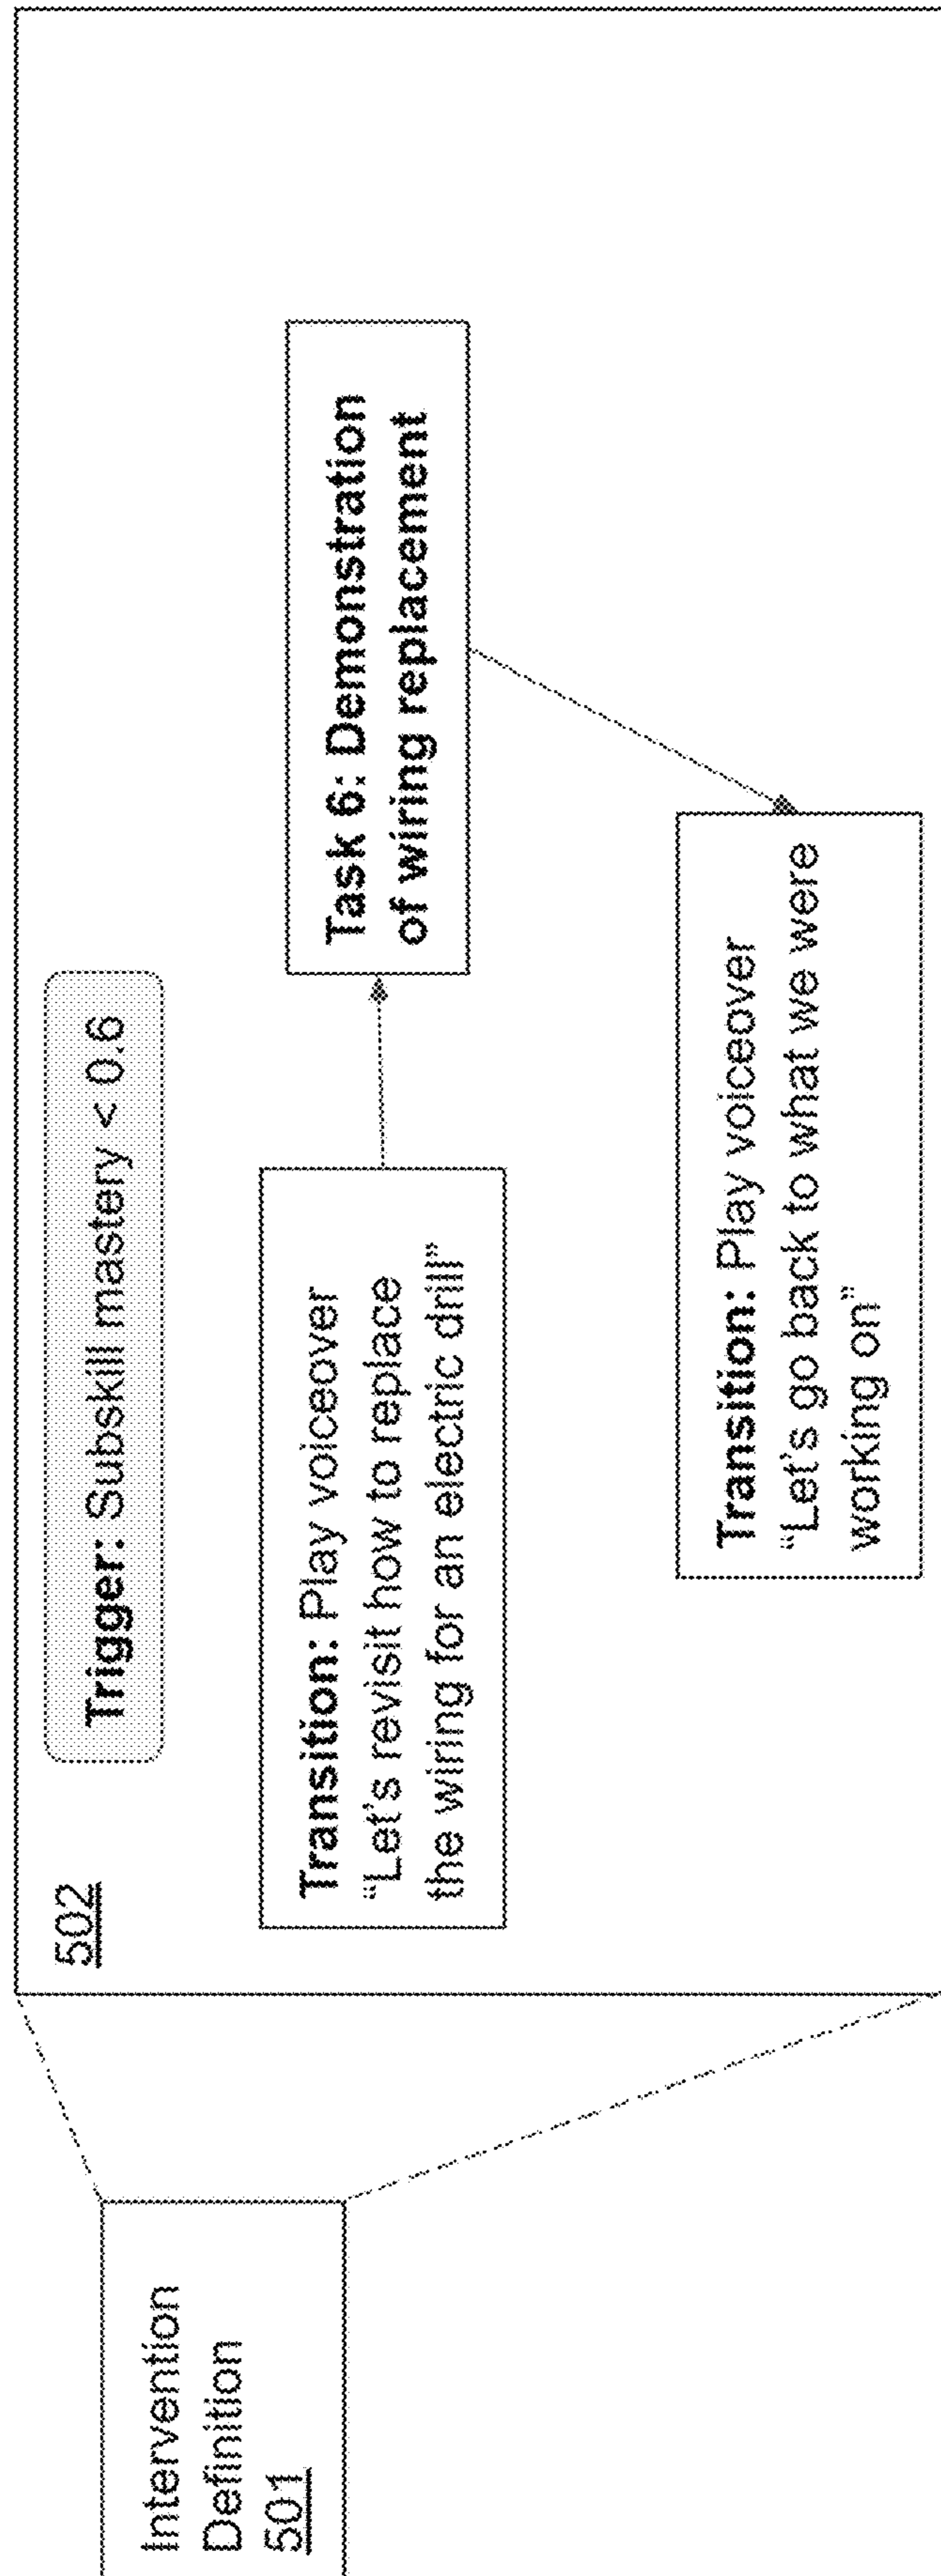 Intervention
Definition
501
502
Trigger: Subskill mastery < 0.6
Transition: Play voiceover
“Let’s revisit how to replace
the wiring for an electric drill”
Task 6: Demonstration
of wiring replacement
Transition: Play voiceover
“Let’s go back to what we were
working on”